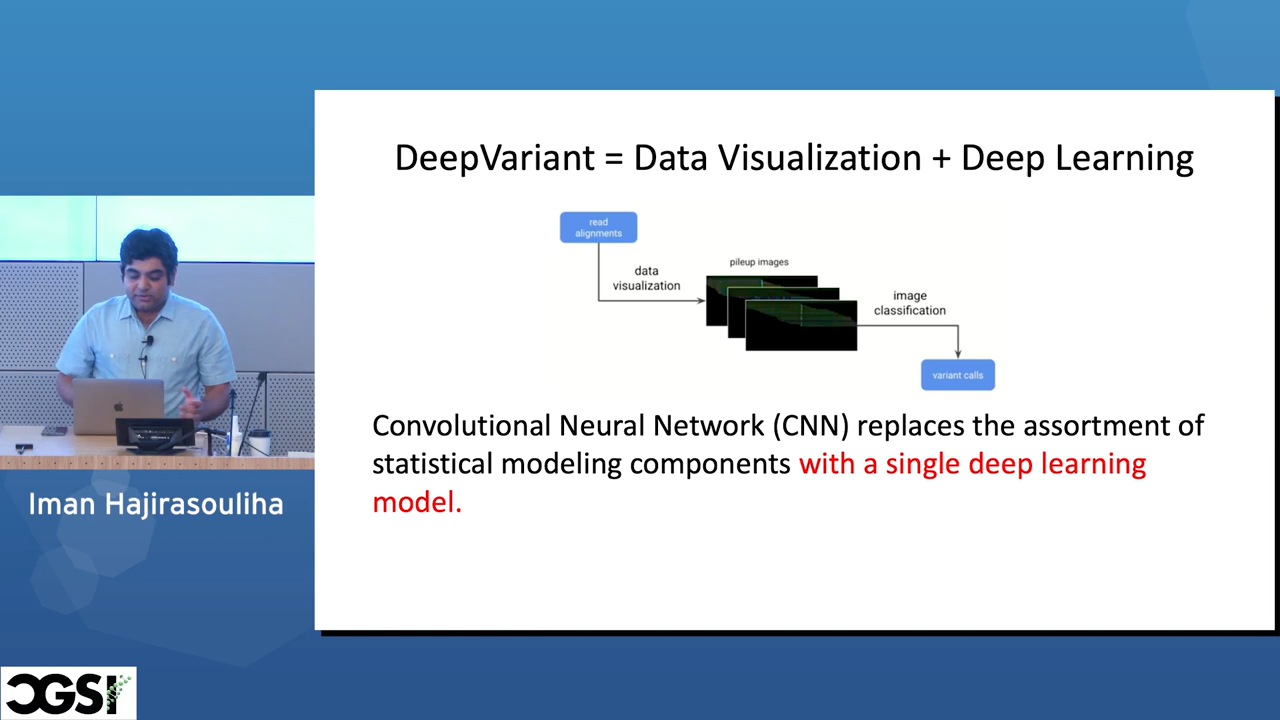 DeepVariant = Data Visualization + Deep Learning
read
alignments
data
visualization
pileup images
image
classification
variant calls
Convolutional Neural Network (CNN) replaces the assortment of
statistical modeling components with a single deep learning
model.
Iman Hajirasouliha
CGSI